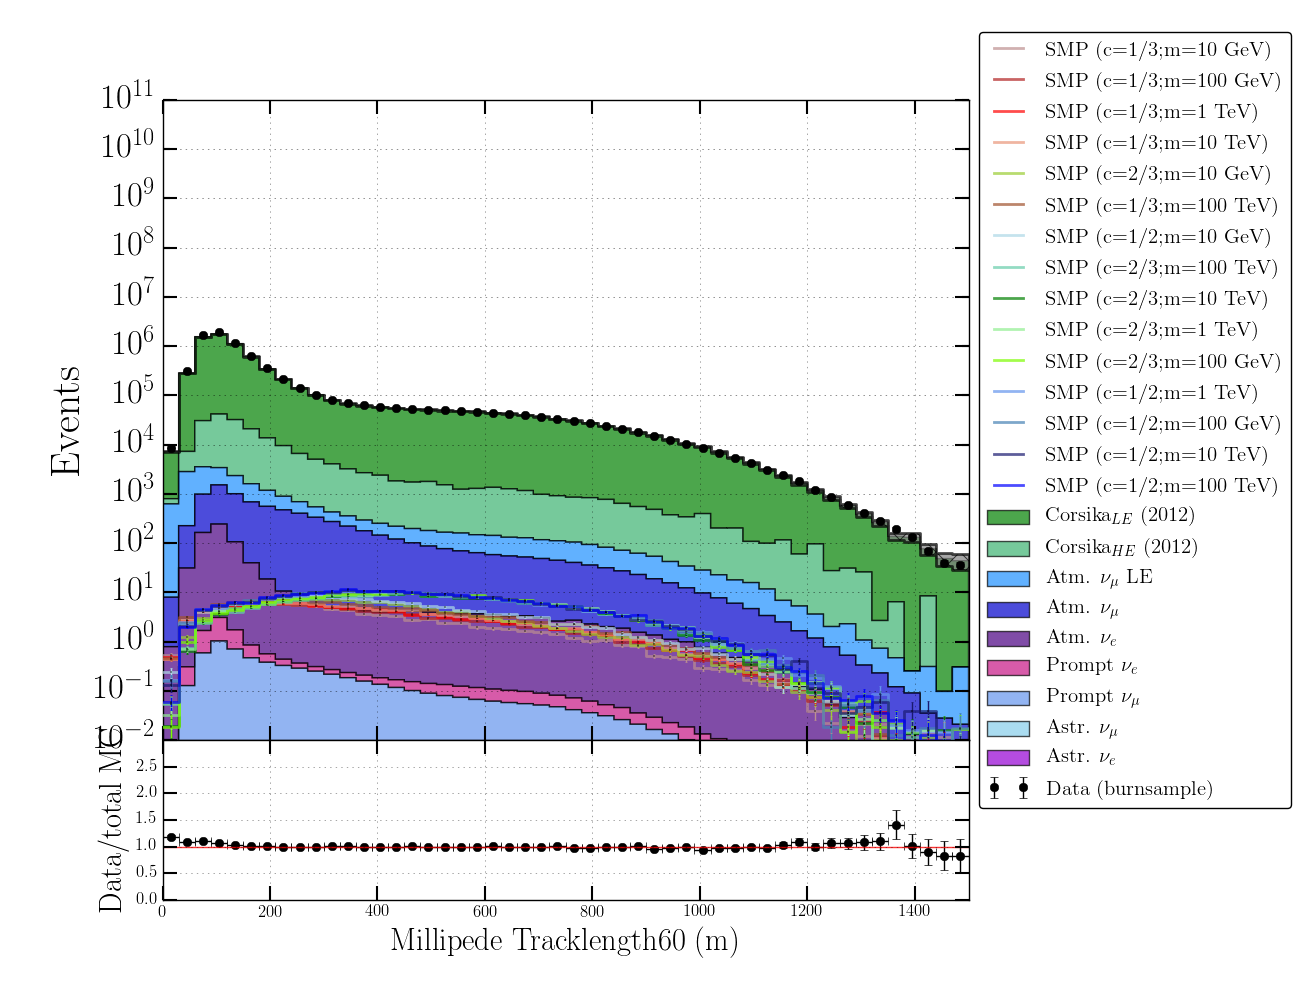 SMP (c=1/3;m=10 GeV)
SMP (c=1/3;m=100 GeV)
SMP (c=1/3;m=1 TeV)
SMP (c=1/3;m=10 TeV)
SMP (c=2/3;m=10 GeV)
SMP (c=1/3;m=100 TeV)
SMP (c=1/2;m=10 GeV)
SMP (c=2/3;m=100 TeV)
SMP (c=2/3;m=10 TeV)
SMP (c=2/3;m=1 TeV)
SMP (c=2/3;m=100 GeV)
SMP (c=1/2;m=1 TeV)
SMP (c=1/2;m=100 GeV)
SMP (c=1/2;m=10 TeV)
SMP (c=1/2;m=100 TeV)
Corsika_LE (2012)
Corsika_HE (2012)
Atm. ν_μ LE
Atm. ν_μ
Atm. ν_e
Prompt ν_e
Prompt ν_μ
Astr. ν_μ
Astr. ν_e
Data (burnsample)
Events
10^11
10^10
10^9
10^8
10^7
10^6
10^5
10^4
10^3
10^2
10^1
10^0
10^−1
10^−2
Data/total MC
2.5
2.0
1.5
1.0
0.5
0.0
0 200 400 600 800 1000 1200 1400
Millipede Tracklength60 (m)